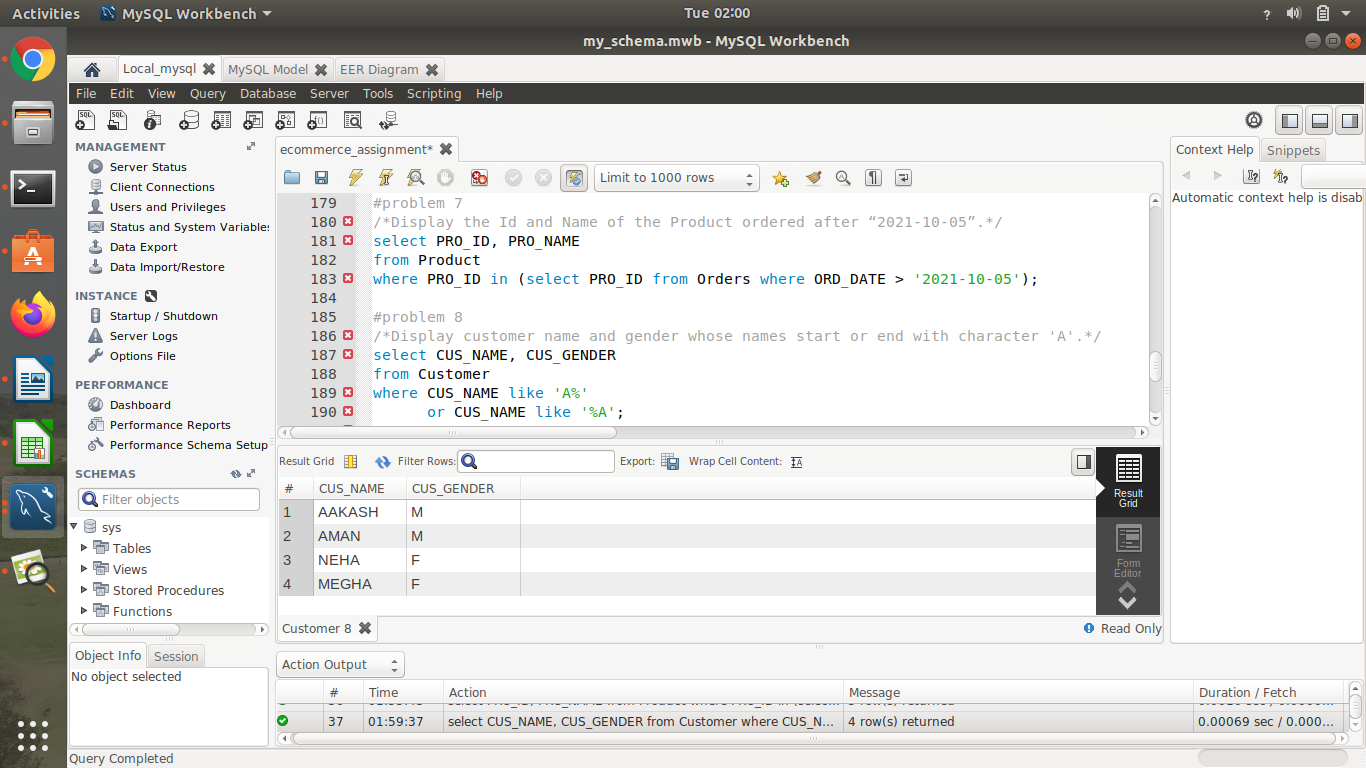 Activities MySQL Workbench Tue 02:00 ?
my_schema.mwb - MySQL Workbench
Local_mysql MySQL Model EER Diagram
File Edit View Query Database Server Tools Scripting Help
MANAGEMENT
Server Status
Client Connections
Users and Privileges
Status and System Variables
Data Export
Data Import/Restore
INSTANCE
Startup / Shutdown
Server Logs
Options File
PERFORMANCE
Dashboard
Performance Reports
Performance Schema Setup
SCHEMAS
Filter objects
sys
Tables
Views
Stored Procedures
Functions
Object Info Session
No object selected
ecommerce_assignment*
Limit to 1000 rows
179 #problem 7
180 /*Display the Id and Name of the Product ordered after “2021-10-05”.*/
181 select PRO_ID, PRO_NAME
182 from Product
183 where PRO_ID in (select PRO_ID from Orders where ORD_DATE > '2021-10-05');
184
185 #problem 8
186 /*Display customer name and gender whose names start or end with character 'A'.*/
187 select CUS_NAME, CUS_GENDER
188 from Customer
189 where CUS_NAME like 'A%'
190 or CUS_NAME like '%A';
Result Grid Filter Rows: Export: Wrap Cell Content:
# CUS_NAME CUS_GENDER
1 AAKASH M
2 AMAN M
3 NEHA F
4 MEGHA F
Result
Grid
Form
Editor
Customer 8 Read Only
Context Help Snippets
Automatic context help is disab
Action Output
# Time Action Message Duration / Fetch
37 01:59:37 select CUS_NAME, CUS_GENDER from Customer where CUS_N... 4 row(s) returned 0.00069 sec / 0.000...
Query Completed